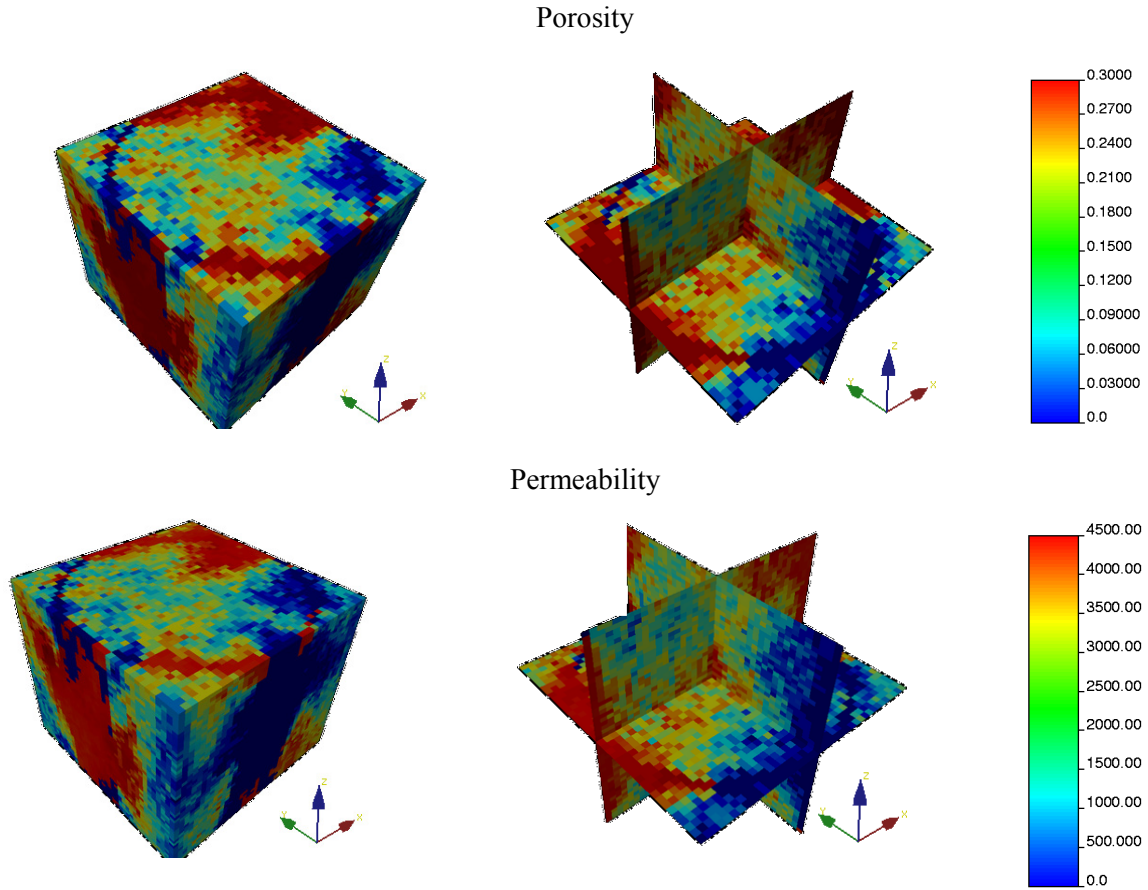 Porosity
0.3000
0.2700
0.2400
0.2100
0.1800
0.1500
0.1200
0.09000
0.06000
0.03000
0.0
Z
X
Y
Z
X
Y
Permeability
4500.00
4000.00
3500.00
3000.00
2500.00
2000.00
1500.00
1000.00
500.000
0.0
Z
X
Y
Z
X
Y